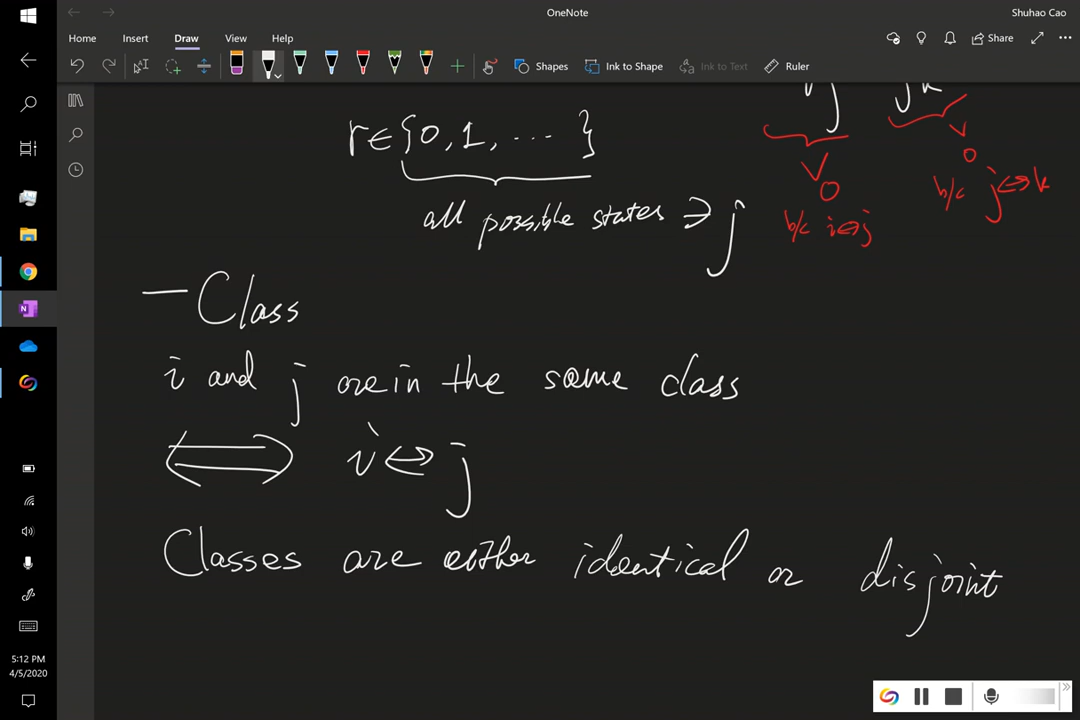 OneNote
Shuhao Cao
Home Insert Draw View Help
Share
Shapes
Ink to Shape
Ink to Text
Ruler
r ∈ {0, 1, ... }
all possible states ∋ j
v
0
b/c i↔j
v
0
b/c j↔k
— Class
i and j are in the same class
⟺ i ↔ j
Classes are either identical or disjoint
5:12 PM
4/5/2020